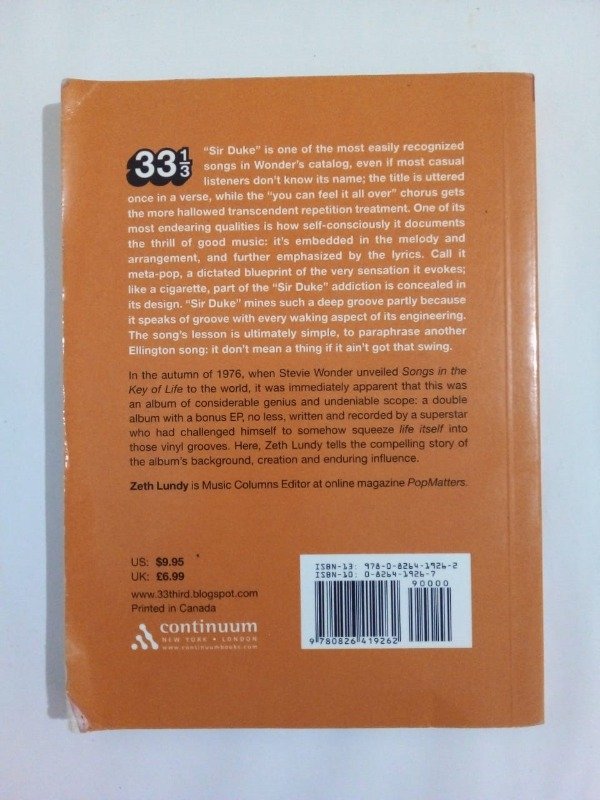 33 1/3
"Sir Duke" is one of the most easily recognized
songs in Wonder's catalog, even if most casual
listeners don't know its name; the title is uttered
once in a verse, while the "you can feel it all over" chorus gets
the more hallowed transcendent repetition treatment. One of its
most endearing qualities is how self-consciously it documents
the thrill of good music: it's embedded in the melody and
arrangement, and further emphasized by the lyrics. Call it
meta-pop, a dictated blueprint of the very sensation it evokes;
like a cigarette, part of the "Sir Duke" addiction is concealed in
its design. "Sir Duke" mines such a deep groove partly because
it speaks of groove with every waking aspect of its engineering.
The song's lesson is ultimately simple, to paraphrase another
Ellington song: it don't mean a thing if it ain't got that swing.
In the autumn of 1976, when Stevie Wonder unveiled Songs in the
Key of Life to the world, it was immediately apparent that this was
an album of considerable genius and undeniable scope: a double
album with a bonus EP, no less, written and recorded by a superstar
who had challenged himself to somehow squeeze life itself into
those vinyl grooves. Here, Zeth Lundy tells the compelling story of
the album's background, creation and enduring influence.
Zeth Lundy is Music Columns Editor at online magazine PopMatters.
US: $9.95
UK: £6.99
www.33third.blogspot.com
Printed in Canada
continuum
NEW YORK • LONDON
www.continuumbooks.com
ISBN-13: 978-0-8264-1926-2
ISBN-10: 0-8264-1926-7
90000
9 780826 419262